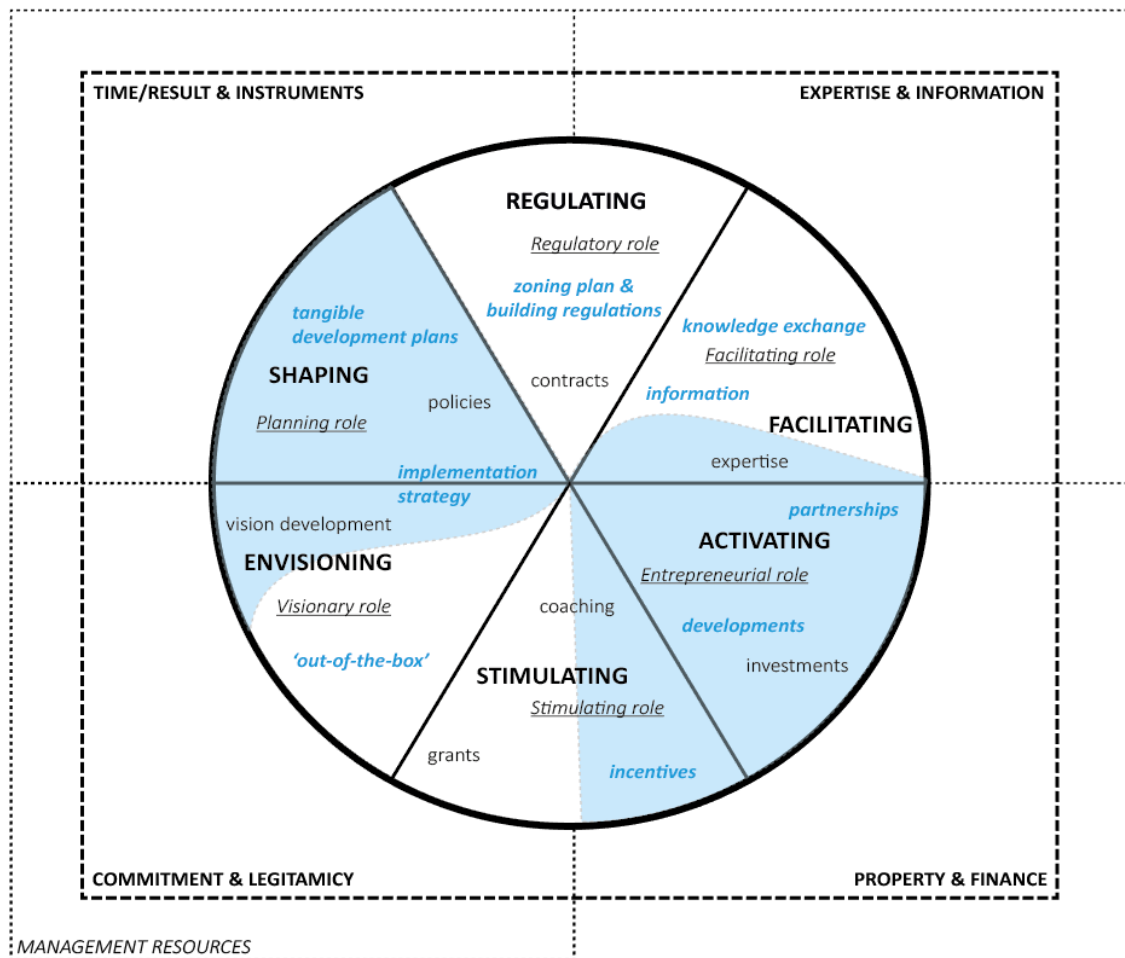 TIME/RESULT & INSTRUMENTS
EXPERTISE & INFORMATION
REGULATING
Regulatory role
zoning plan &
building regulations
contracts
knowledge exchange
Facilitating role
information
FACILITATING
expertise
tangible
development plans
SHAPING
policies
Planning role
implementation
strategy
vision development
ENVISIONING
Visionary role
'out-of-the-box'
partnerships
ACTIVATING
Entrepreneurial role
developments
investments
coaching
STIMULATING
Stimulating role
grants
incentives
COMMITMENT & LEGITAMICY
PROPERTY & FINANCE
MANAGEMENT RESOURCES